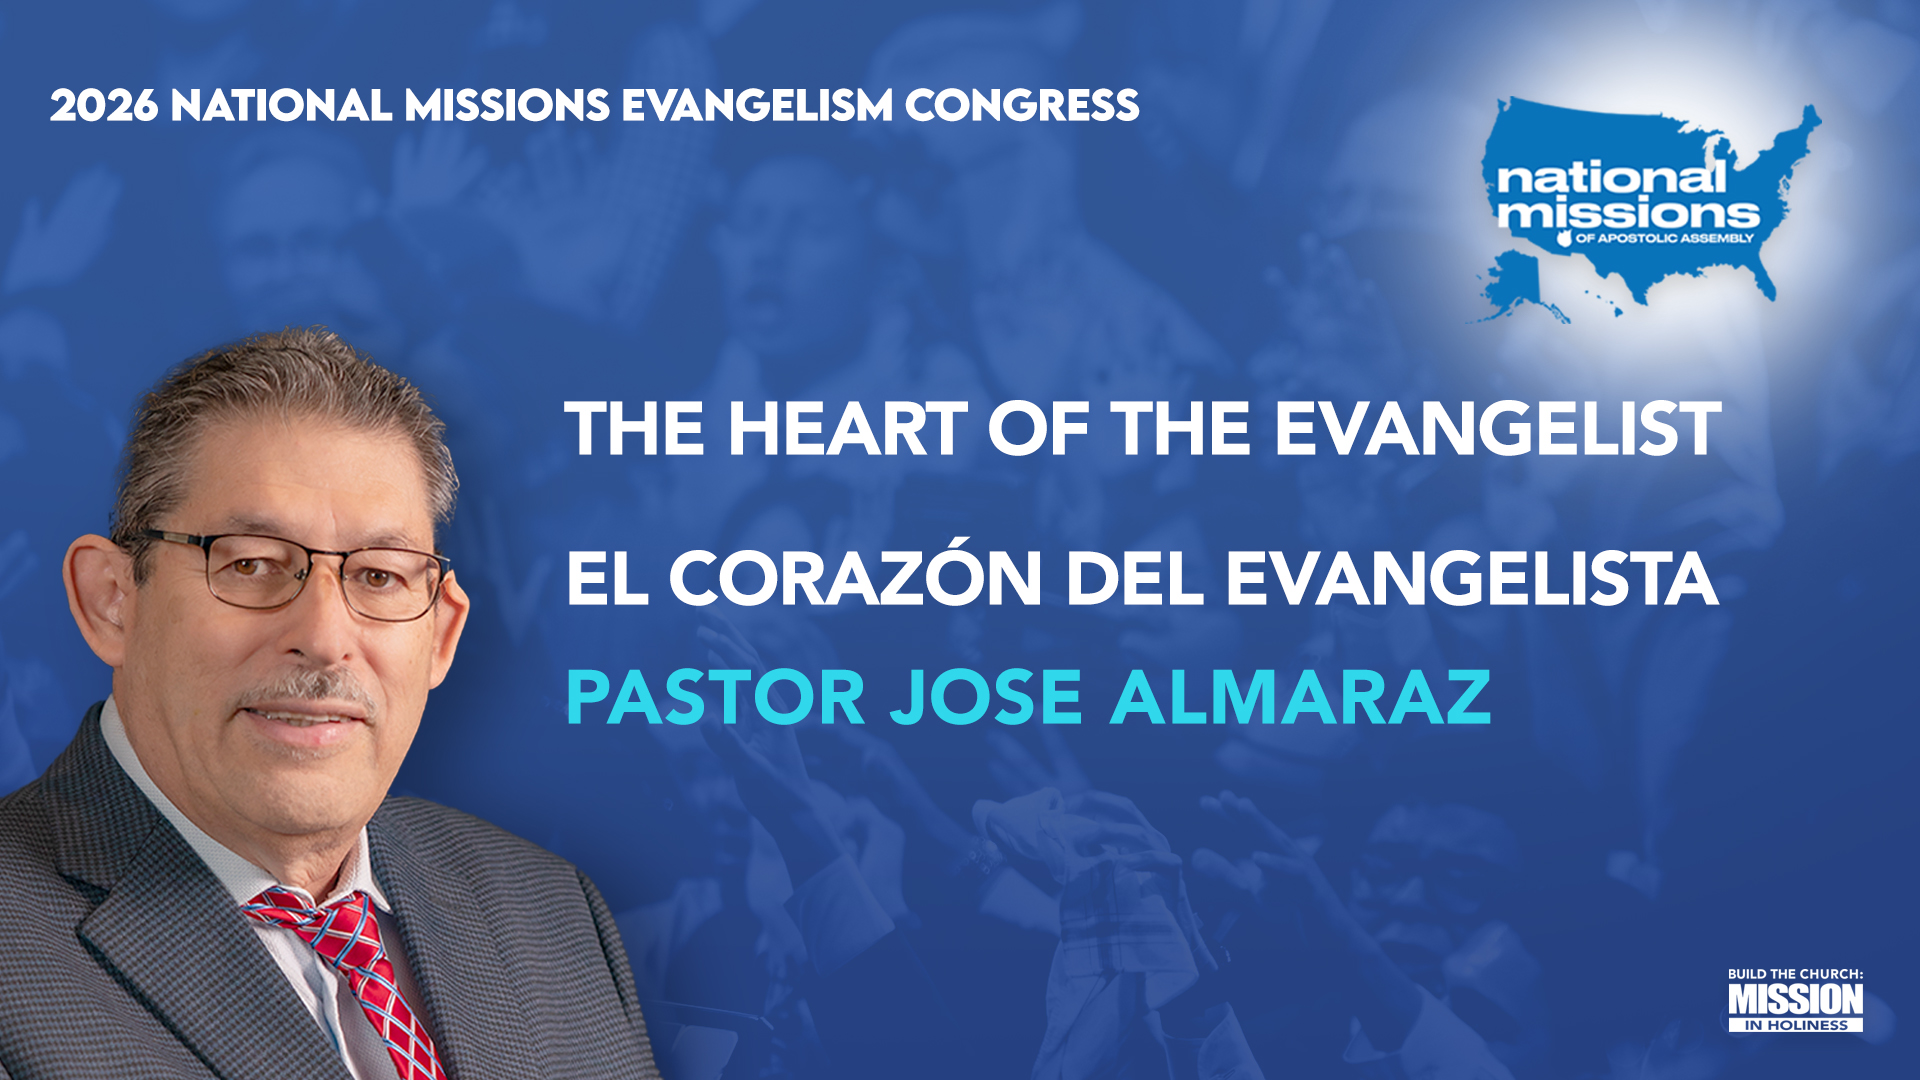 2026 NATIONAL MISSIONS EVANGELISM CONGRESS
national
missions
OF APOSTOLIC ASSEMBLY
THE HEART OF THE EVANGELIST
EL CORAZÓN DEL EVANGELISTA
PASTOR JOSE ALMARAZ
BUILD THE CHURCH:
MISSION
IN HOLINESS